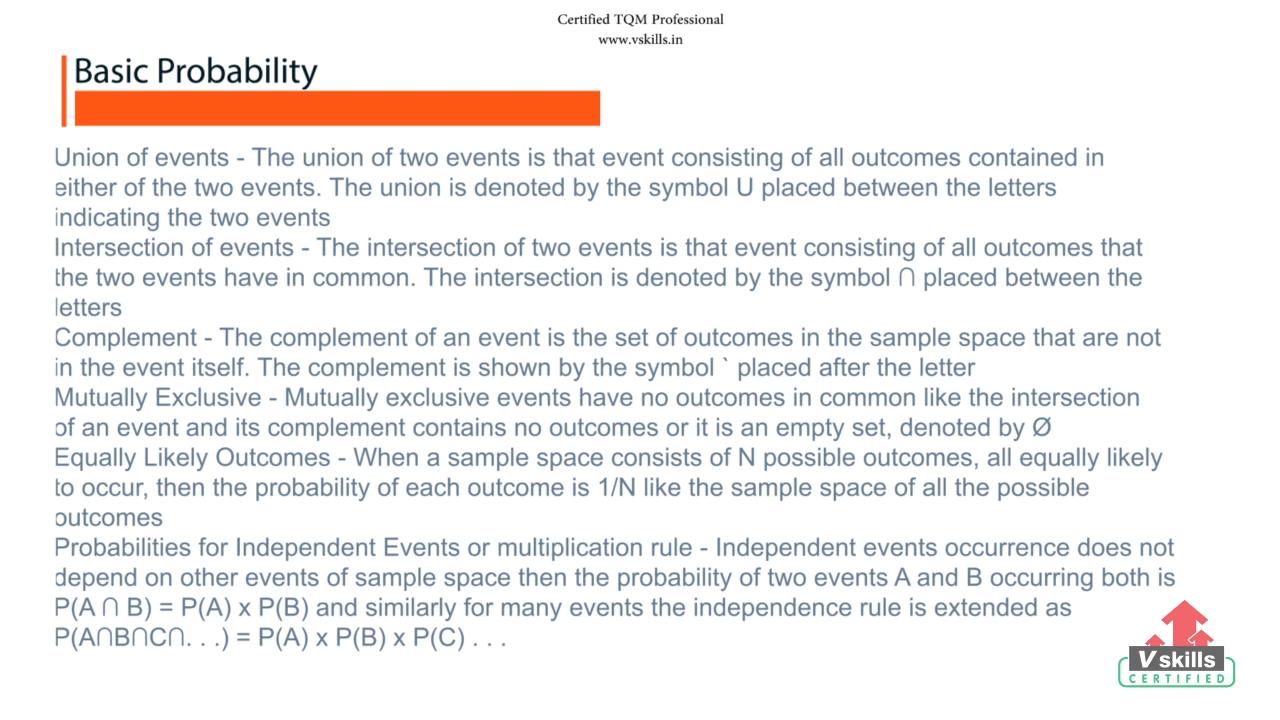 Certified TQM Professional
www.vskills.in
Basic Probability
Union of events - The union of two events is that event consisting of all outcomes contained in
either of the two events. The union is denoted by the symbol U placed between the letters
indicating the two events
Intersection of events - The intersection of two events is that event consisting of all outcomes that
the two events have in common. The intersection is denoted by the symbol ∩ placed between the
letters
Complement - The complement of an event is the set of outcomes in the sample space that are not
in the event itself. The complement is shown by the symbol ` placed after the letter
Mutually Exclusive - Mutually exclusive events have no outcomes in common like the intersection
of an event and its complement contains no outcomes or it is an empty set, denoted by Ø
Equally Likely Outcomes - When a sample space consists of N possible outcomes, all equally likely
to occur, then the probability of each outcome is 1/N like the sample space of all the possible
outcomes
Probabilities for Independent Events or multiplication rule - Independent events occurrence does not
depend on other events of sample space then the probability of two events A and B occurring both is
P(A ∩ B) = P(A) x P(B) and similarly for many events the independence rule is extended as
P(A∩B∩C∩. . .) = P(A) x P(B) x P(C) . . .
Vskills
CERTIFIED